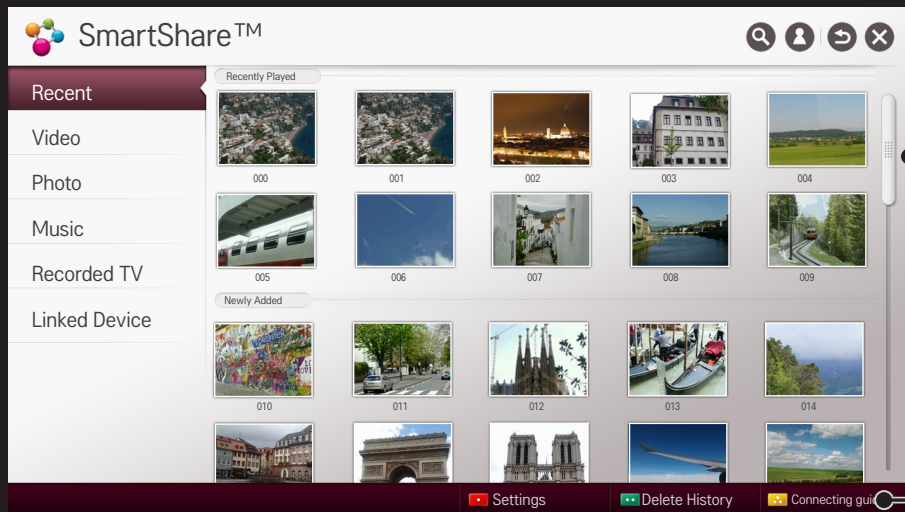 SmartShare™
Recent
Video
Photo
Music
Recorded TV
Linked Device
Recently Played
000 001 002 003 004
005 006 007 008 009
Newly Added
010 011 012 013 014
Settings Delete History Connecting